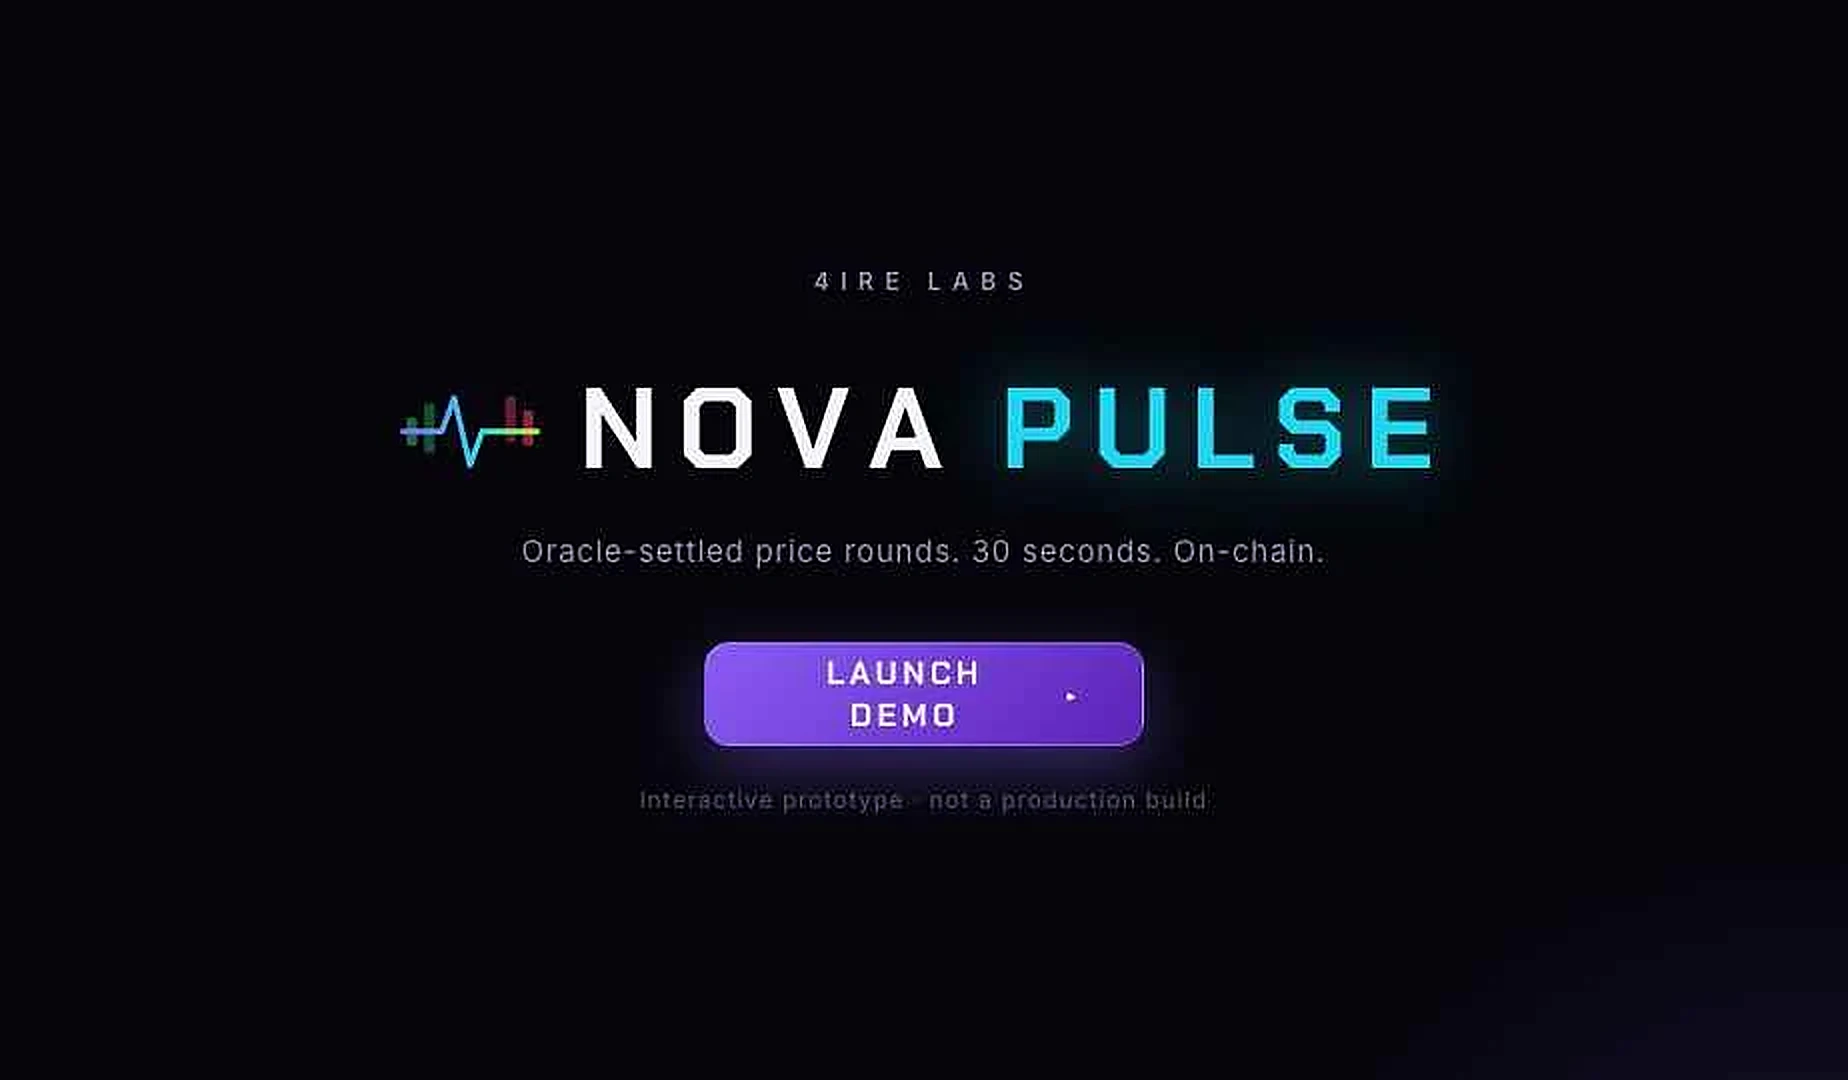 4IRE LABS
NOVA PULSE
Oracle-settled price rounds. 30 seconds. On-chain.
LAUNCH
DEMO
Interactive prototype · not a production build